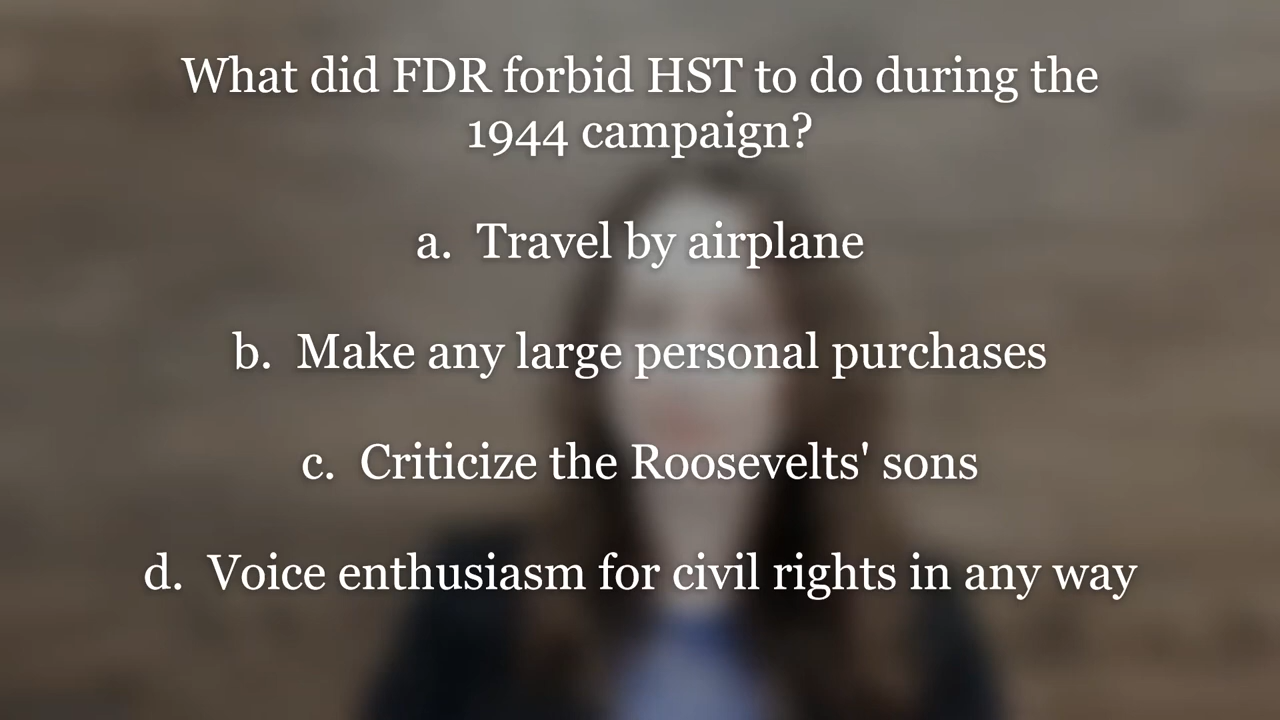 What did FDR forbid HST to do during the
1944 campaign?
a. Travel by airplane
b. Make any large personal purchases
c. Criticize the Roosevelts' sons
d. Voice enthusiasm for civil rights in any way